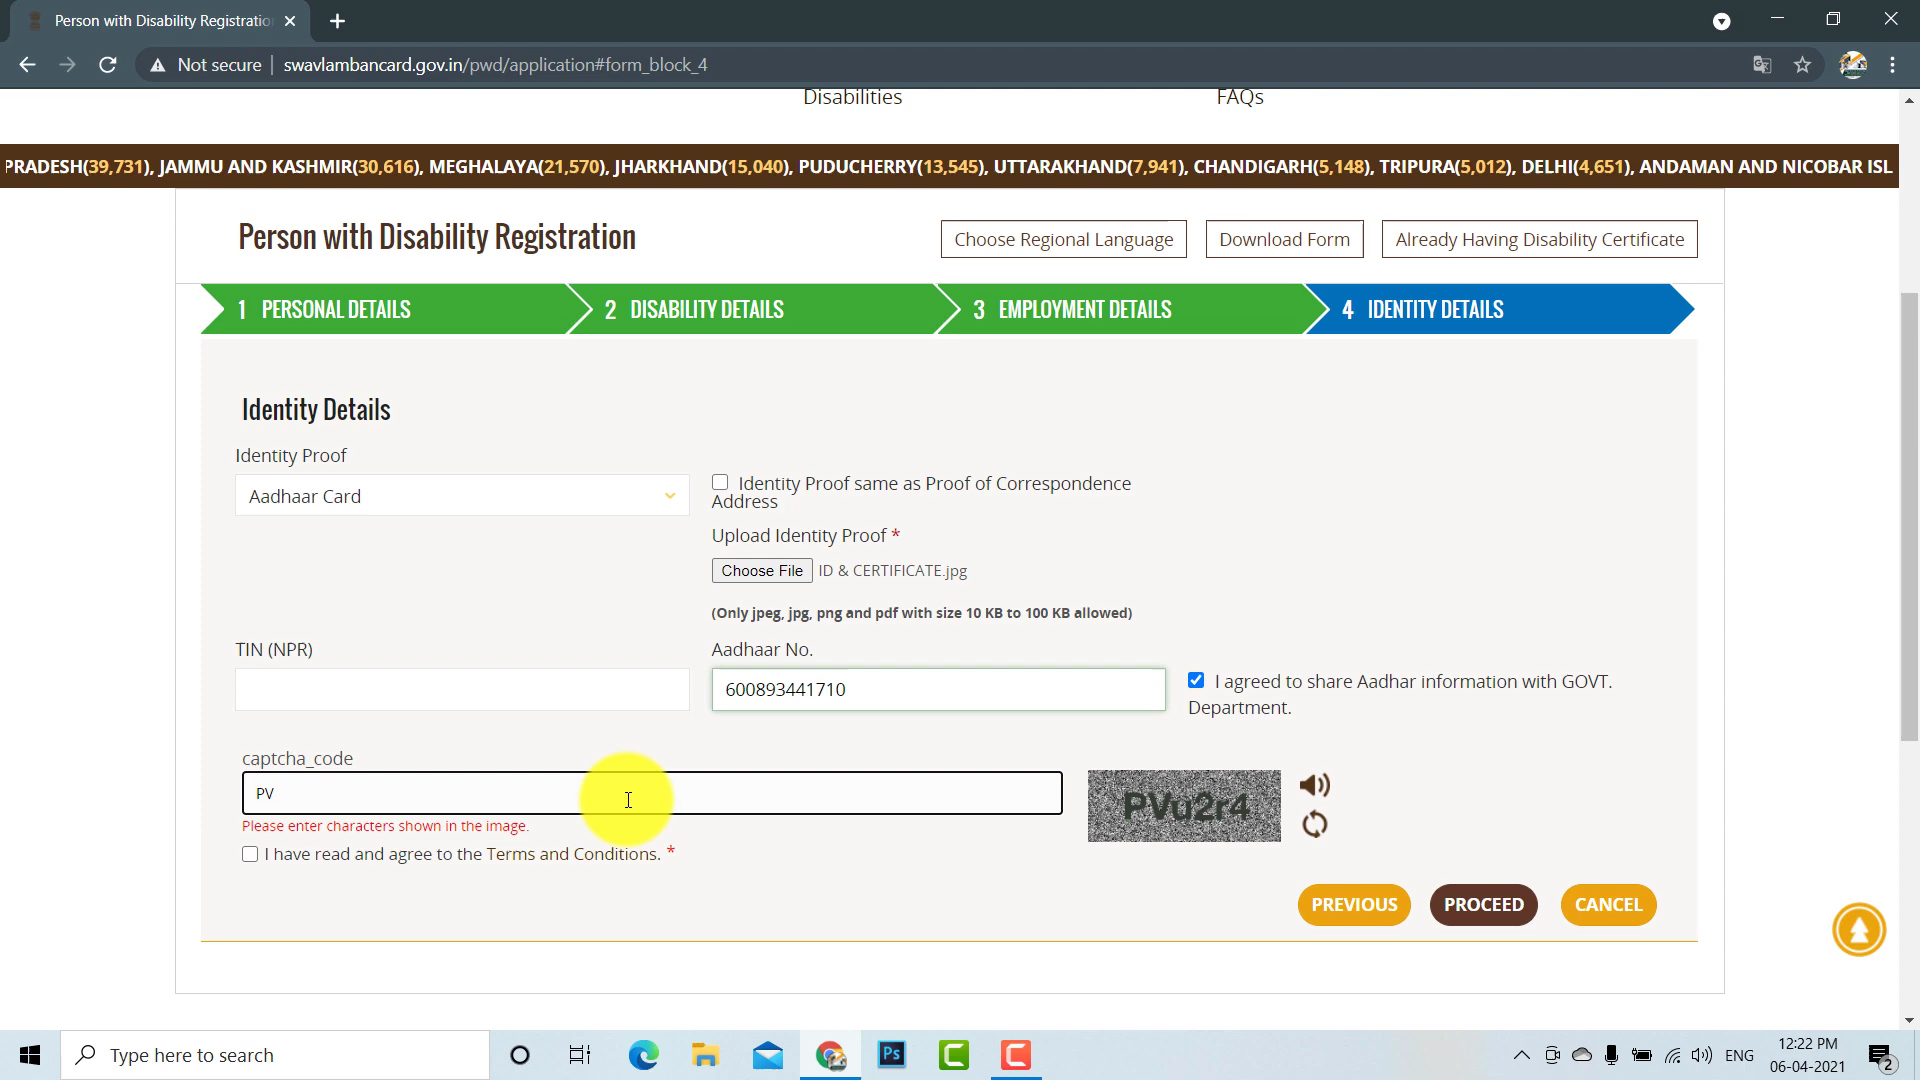 Person with Disability Registratio
Not secure
swavlambancard.gov.in/pwd/application#form_block_4
Disabilities
FAQs
PRADESH(39,731), JAMMU AND KASHMIR(30,616), MEGHALAYA(21,570), JHARKHAND(15,040), PUDUCHERRY(13,545), UTTARAKHAND(7,941), CHANDIGARH(5,148), TRIPURA(5,012), DELHI(4,651), ANDAMAN AND NICOBAR ISL
Person with Disability Registration
Choose Regional Language
Download Form
Already Having Disability Certificate
1 PERSONAL DETAILS
2 DISABILITY DETAILS
3 EMPLOYMENT DETAILS
4 IDENTITY DETAILS
Identity Details
Identity Proof
Aadhaar Card
Identity Proof same as Proof of Correspondence
Address
Upload Identity Proof *
Choose File ID & CERTIFICATE.jpg
(Only jpeg, jpg, png and pdf with size 10 KB to 100 KB allowed)
TIN (NPR)
Aadhaar No.
600893441710
I agreed to share Aadhar information with GOVT.
Department.
captcha_code
PV
PVu2r4
Please enter characters shown in the image.
I have read and agree to the Terms and Conditions. *
PREVIOUS
PROCEED
CANCEL
Type here to search
Ps
ENG
12:22 PM
06-04-2021
2